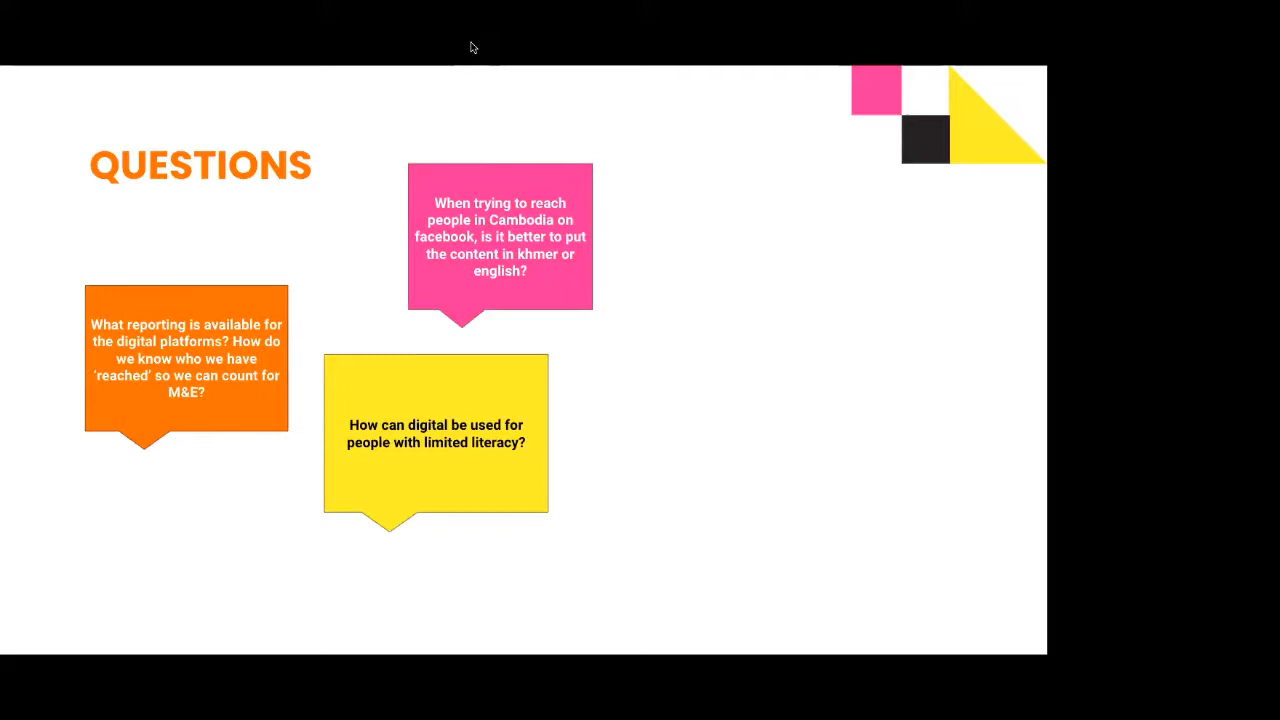 QUESTIONS
When trying to reach
people in Cambodia on
facebook, is it better to put
the content in khmer or
english?
What reporting is available for
the digital platforms? How do
we know who we have
‘reached’ so we can count for
M&E?
How can digital be used for
people with limited literacy?